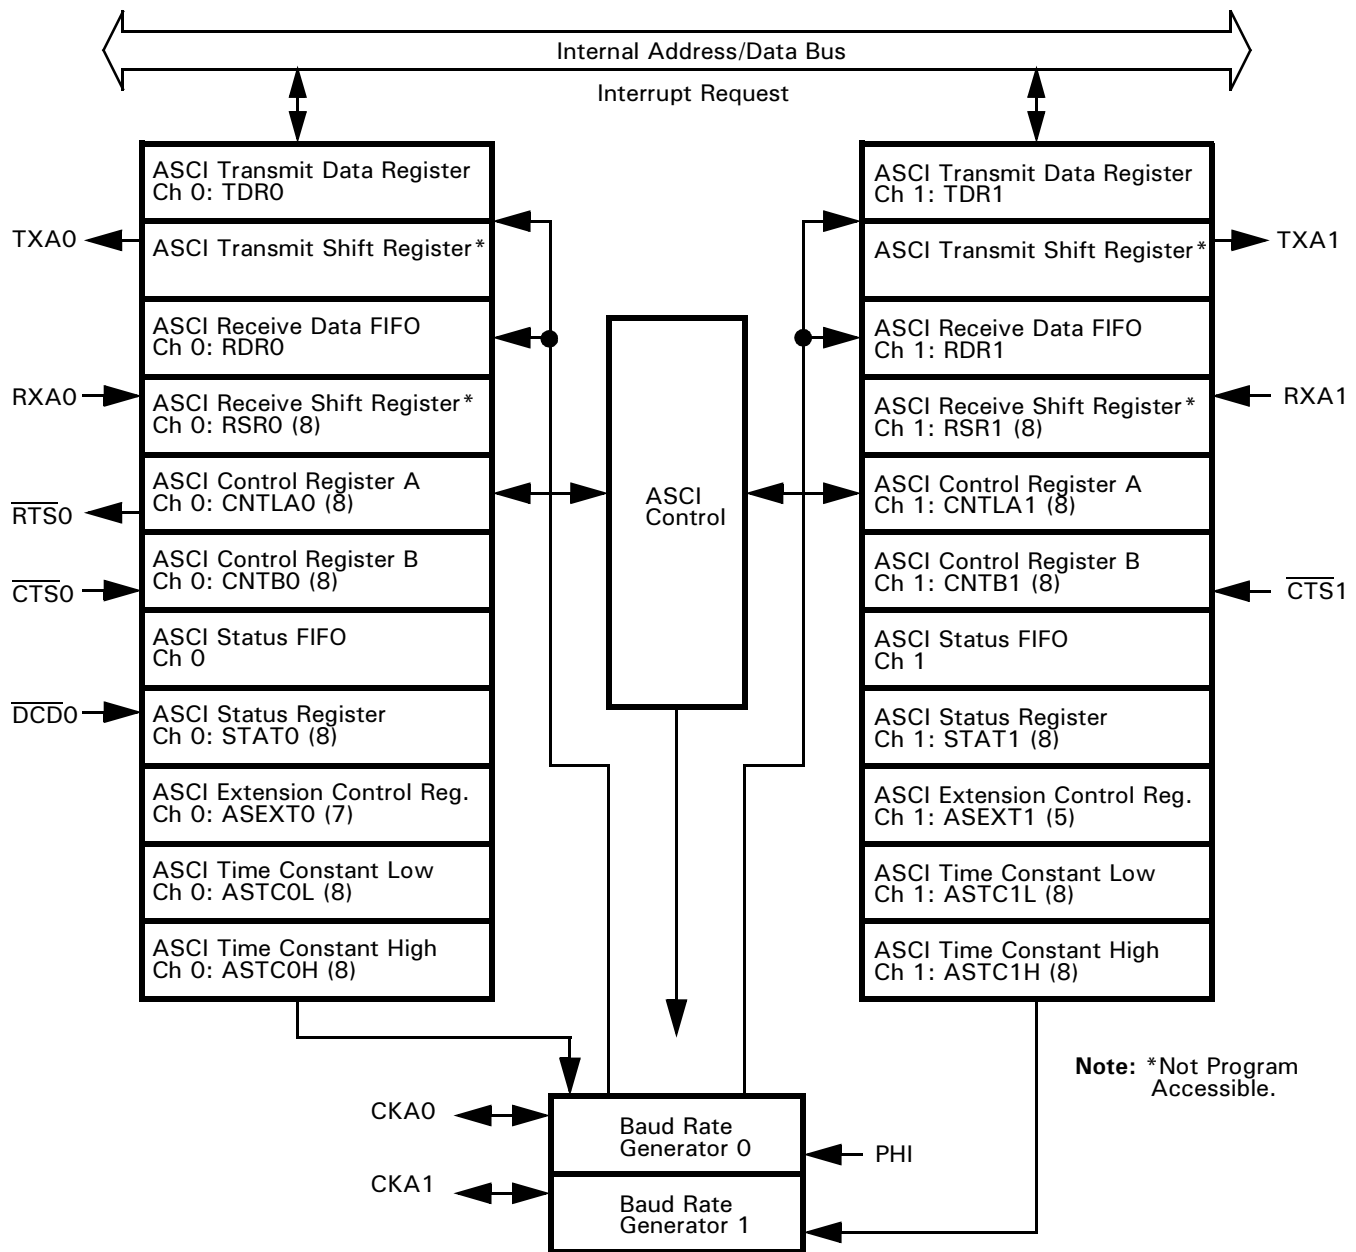 Internal Address/Data Bus
Interrupt Request
ASCI Transmit Data Register
Ch 0: TDR0
ASCI Transmit Shift Register*
ASCI Receive Data FIFO
Ch 0: RDR0
ASCI Receive Shift Register*
Ch 0: RSR0 (8)
ASCI Control Register A
Ch 0: CNTLA0 (8)
ASCI Control Register B
Ch 0: CNTB0 (8)
ASCI Status FIFO
Ch 0
ASCI Status Register
Ch 0: STAT0 (8)
ASCI Extension Control Reg.
Ch 0: ASEXT0 (7)
ASCI Time Constant Low
Ch 0: ASTC0L (8)
ASCI Time Constant High
Ch 0: ASTC0H (8)
TXA0
RXA0
RTS0
CTS0
DCD0
ASCI
Control
ASCI Transmit Data Register
Ch 1: TDR1
ASCI Transmit Shift Register*
ASCI Receive Data FIFO
Ch 1: RDR1
ASCI Receive Shift Register*
Ch 1: RSR1 (8)
ASCI Control Register A
Ch 1: CNTLA1 (8)
ASCI Control Register B
Ch 1: CNTB1 (8)
ASCI Status FIFO
Ch 1
ASCI Status Register
Ch 1: STAT1 (8)
ASCI Extension Control Reg.
Ch 1: ASEXT1 (5)
ASCI Time Constant Low
Ch 1: ASTC1L (8)
ASCI Time Constant High
Ch 1: ASTC1H (8)
TXA1
RXA1
CTS1
CKA0
CKA1
Baud Rate
Generator 0
Baud Rate
Generator 1
PHI
Note: *Not Program
Accessible.